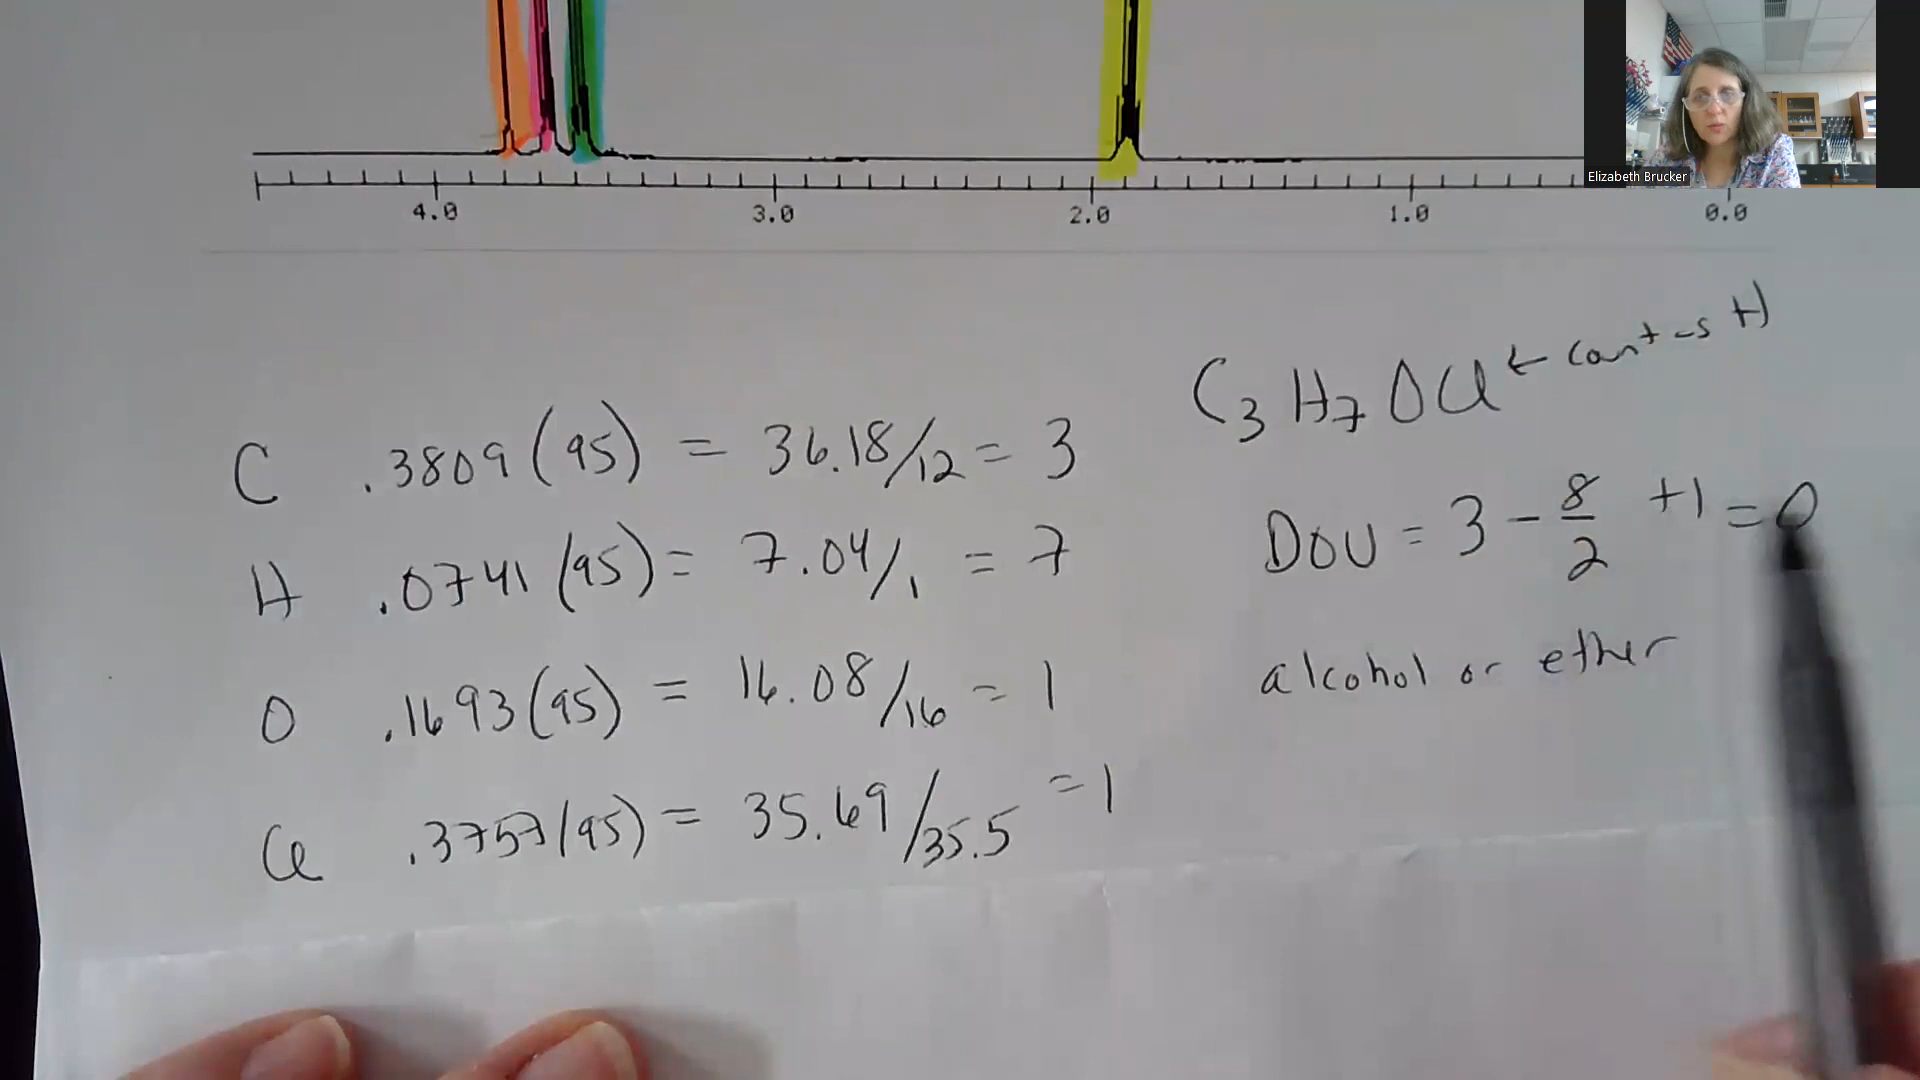 Elizabeth Brucker
4.0 3.0 2.0 1.0 0.0
C₃H₇OCl ← count as H
C .3809 (95) = 36.18/12 = 3
DOU = 3 - 8/2 + 1 = 0
H .0741 (95) = 7.04/1 = 7
alcohol or ether
O .1693 (95) = 16.08/16 = 1
Cl .3757 (95) = 35.69/35.5 = 1